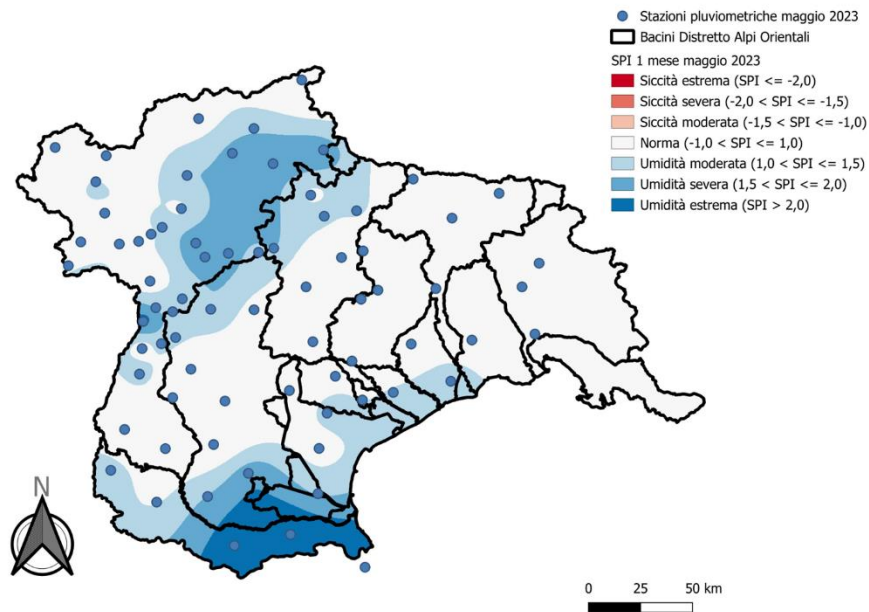 Stazioni pluviometriche maggio 2023
Bacini Distretto Alpi Orientali
SPI 1 mese maggio 2023
Siccità estrema (SPI <= -2,0)
Siccità severa (-2,0 < SPI <= -1,5)
Siccità moderata (-1,5 < SPI <= -1,0)
Norma (-1,0 < SPI <= 1,0)
Umidità moderata (1,0 < SPI <= 1,5)
Umidità severa (1,5 < SPI <= 2,0)
Umidità estrema (SPI > 2,0)
N
0 25 50 km